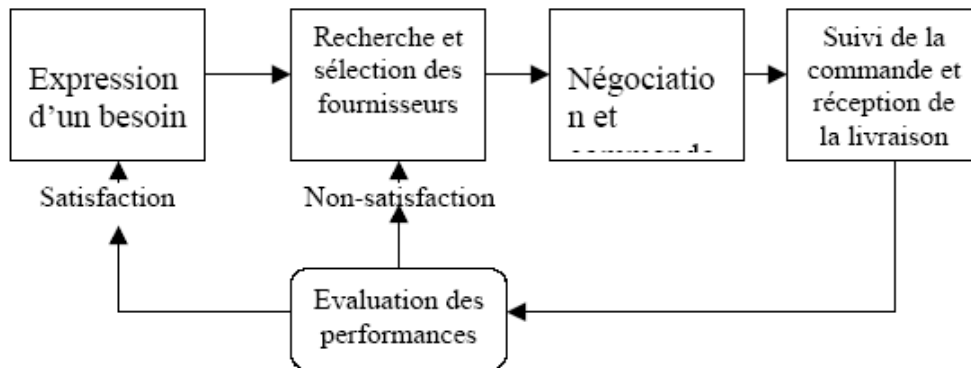 Expression
d’un besoin
Recherche et
sélection des
fournisseurs
Négociatio
n et
commande
Suivi de la
commande et
réception de
la livraison
Satisfaction
Non-satisfaction
Evaluation des
performances